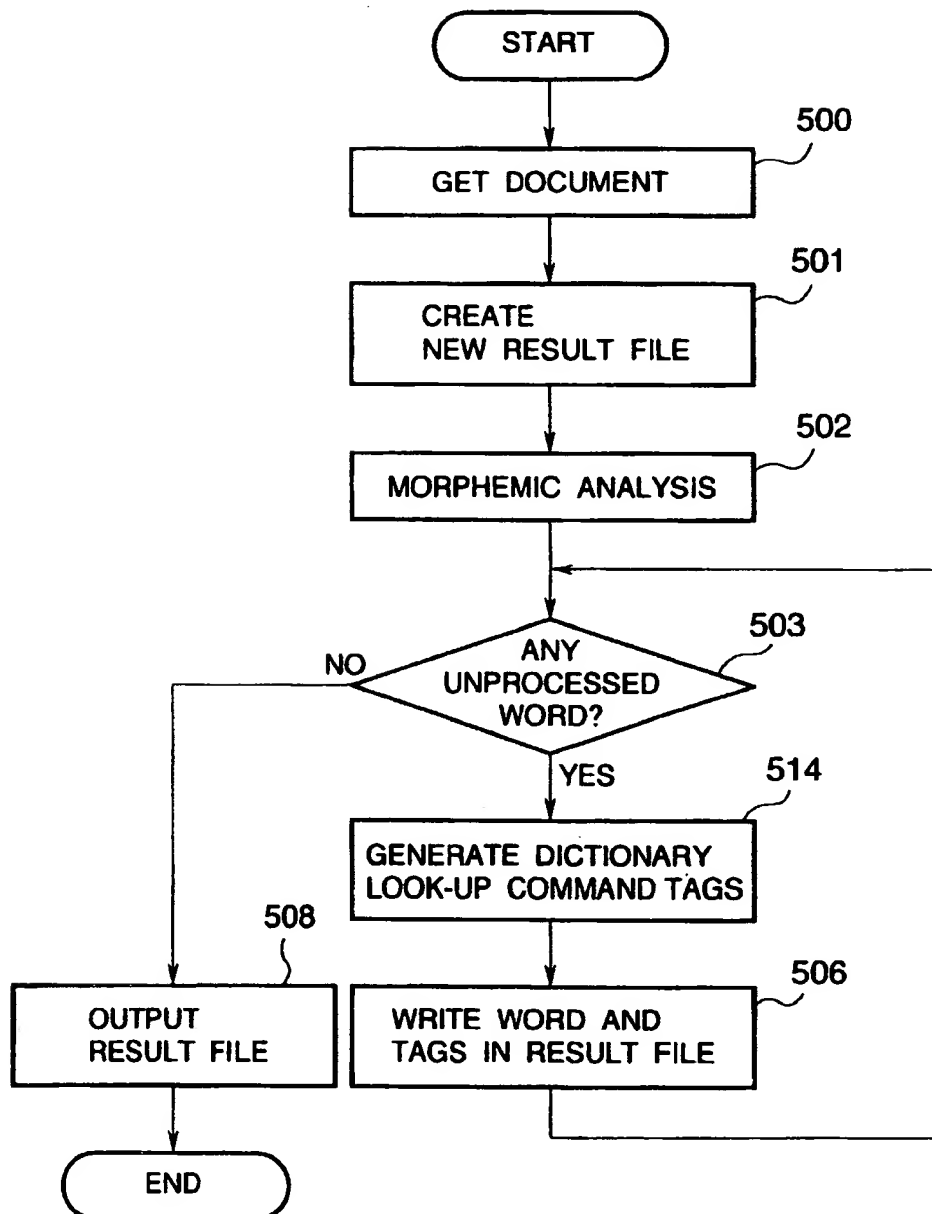 START
500
GET DOCUMENT
501
CREATE
NEW RESULT FILE
502
MORPHEMIC ANALYSIS
503
ANY
UNPROCESSED
WORD?
NO
YES
514
GENERATE DICTIONARY
LOOK-UP COMMAND TAGS
508
OUTPUT
RESULT FILE
506
WRITE WORD AND
TAGS IN RESULT FILE
END